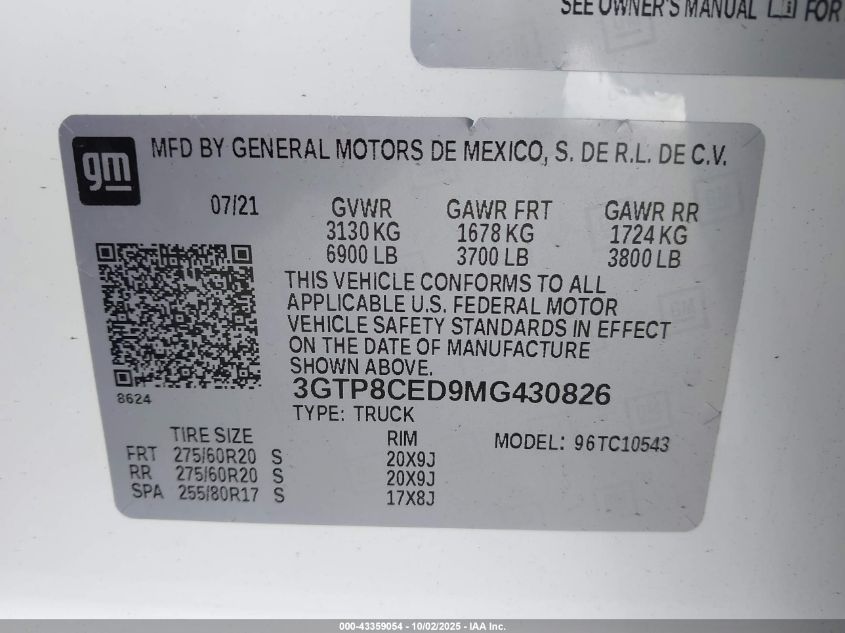 SEE OWNER'S MANUAL FOR
gm MFD BY GENERAL MOTORS DE MEXICO, S. DE R.L. DE C.V.
07/21 GVWR GAWR FRT GAWR RR
3130 KG 1678 KG 1724 KG
6900 LB 3700 LB 3800 LB
THIS VEHICLE CONFORMS TO ALL
APPLICABLE U.S. FEDERAL MOTOR
VEHICLE SAFETY STANDARDS IN EFFECT
ON THE DATE OF MANUFACTURE
SHOWN ABOVE.
8624 3GTP8CED9MG430826
TYPE: TRUCK
TIRE SIZE RIM MODEL: 96TC10543
FRT 275/60R20 S 20X9J
RR 275/60R20 S 20X9J
SPA 255/80R17 S 17X8J
000-43359054 - 10/02/2025 - IAA Inc.